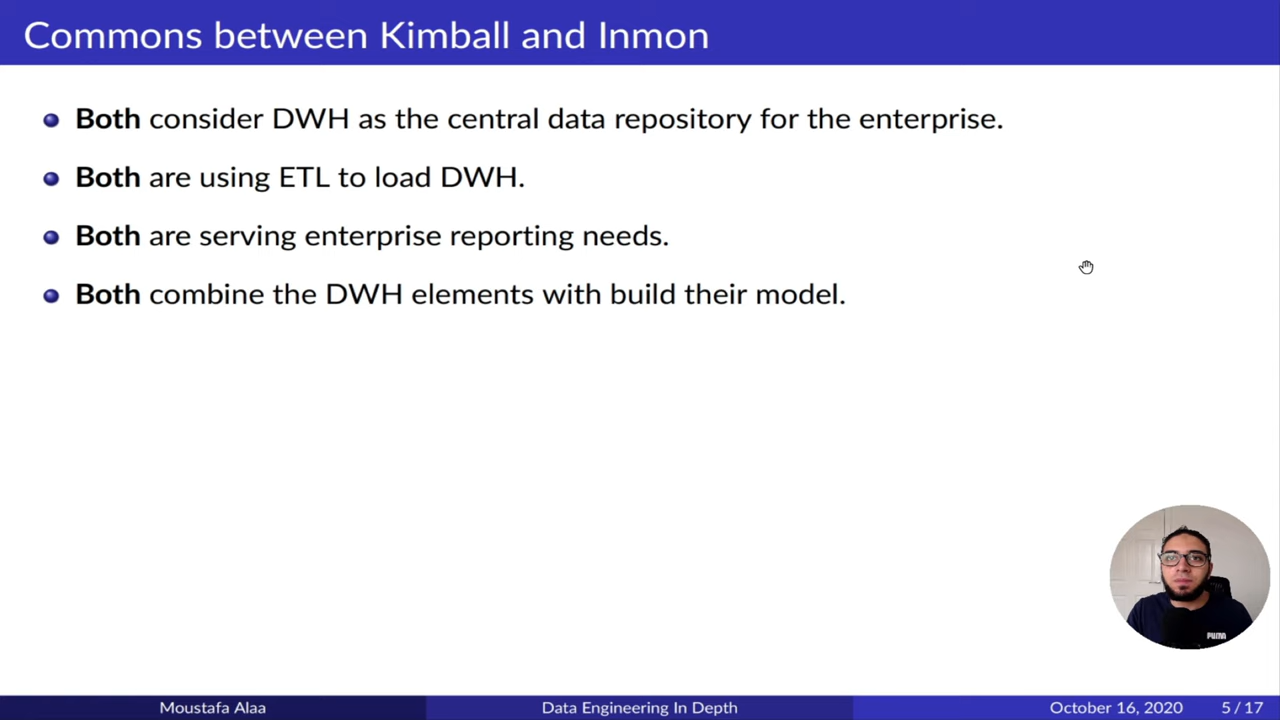 Commons between Kimball and Inmon
Both consider DWH as the central data repository for the enterprise.
Both are using ETL to load DWH.
Both are serving enterprise reporting needs.
Both combine the DWH elements with build their model.
PUMA
Moustafa Alaa
Data Engineering In Depth
October 16, 2020
5 / 17